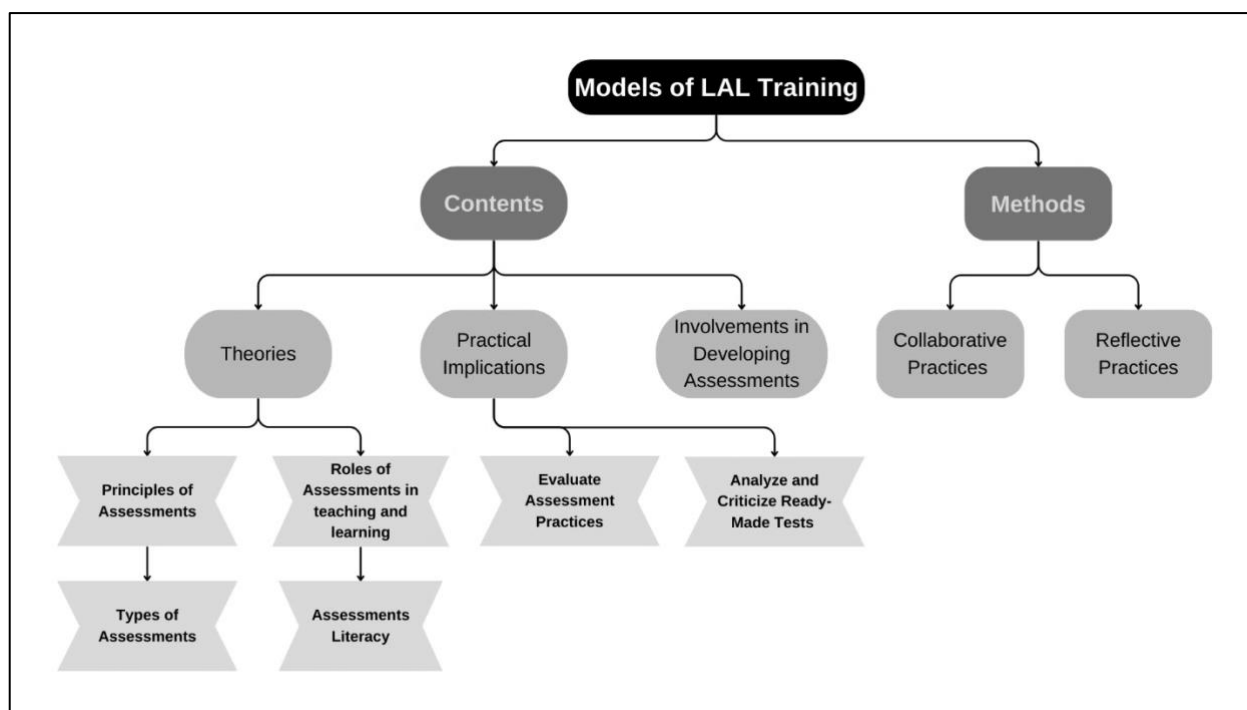 Models of LAL Training
Contents
Methods
Theories
Practical
Implications
Involvements in
Developing
Assessments
Collaborative
Practices
Reflective
Practices
Principles of
Assessments
Roles of
Assessments in
teaching and
learning
Evaluate
Assessment
Practices
Analyze and
Criticize Ready-
Made Tests
Types of
Assessments
Assessments
Literacy